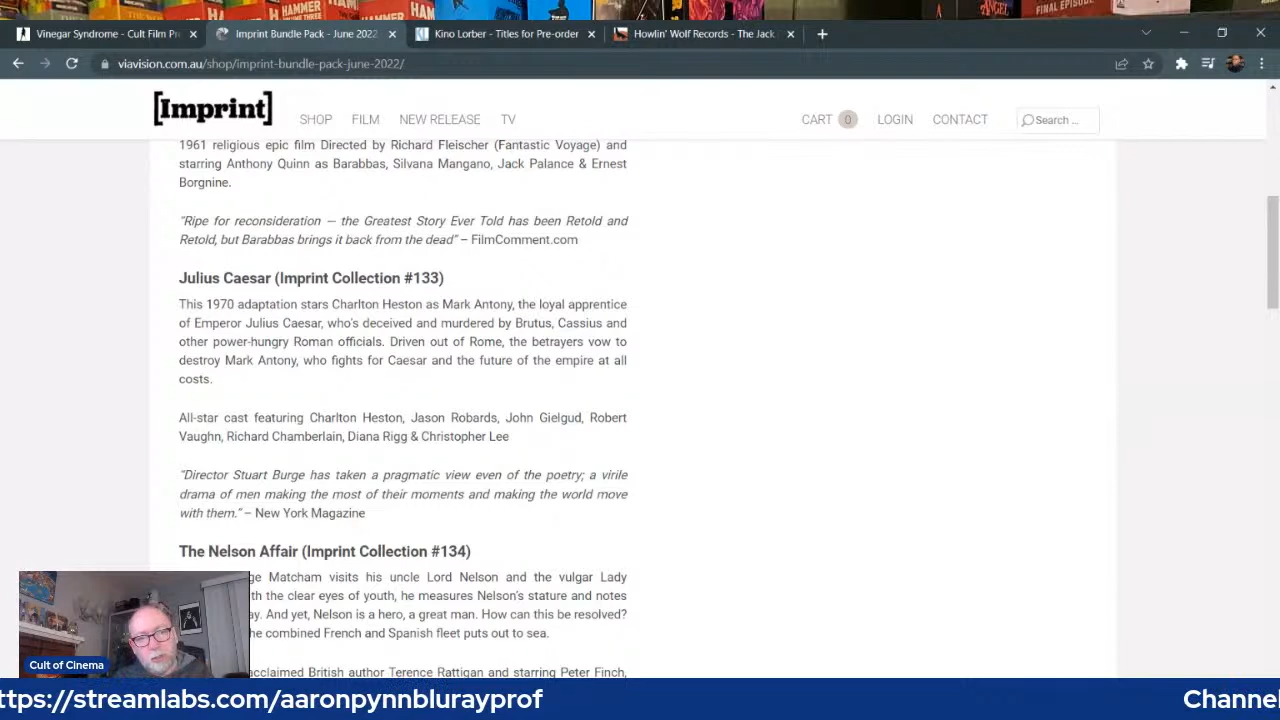 HAMMER
VOLUME THREE
HAMMER
ANGEL
FINAL EPISODE
Vinegar Syndrome - Cult Film Pr
Imprint Bundle Pack - June 2022
Kino Lorber - Titles for Pre-order
Howlin' Wolf Records - The Jack
viavision.com.au/shop/imprint-bundle-pack-june-2022/
[Imprint] SHOP FILM NEW RELEASE TV CART 0 LOGIN CONTACT Search ...
1961 religious epic film Directed by Richard Fleischer (Fantastic Voyage) and
starring Anthony Quinn as Barabbas, Silvana Mangano, Jack Palance & Ernest
Borgnine.
“Ripe for reconsideration — the Greatest Story Ever Told has been Retold and
Retold, but Barabbas brings it back from the dead” – FilmComment.com
Julius Caesar (Imprint Collection #133)
This 1970 adaptation stars Charlton Heston as Mark Antony, the loyal apprentice
of Emperor Julius Caesar, who’s deceived and murdered by Brutus, Cassius and
other power-hungry Roman officials. Driven out of Rome, the betrayers vow to
destroy Mark Antony, who fights for Caesar and the future of the empire at all
costs.
All-star cast featuring Charlton Heston, Jason Robards, John Gielgud, Robert
Vaughn, Richard Chamberlain, Diana Rigg & Christopher Lee
“Director Stuart Burge has taken a pragmatic view even of the poetry; a virile
drama of men making the most of their moments and making the world move
with them.” – New York Magazine
The Nelson Affair (Imprint Collection #134)
ge Matcham visits his uncle Lord Nelson and the vulgar Lady
th the clear eyes of youth, he measures Nelson’s stature and notes
ay. And yet, Nelson is a hero, a great man. How can this be resolved?
he combined French and Spanish fleet puts out to sea.
acclaimed British author Terence Rattigan and starring Peter Finch,
Cult of Cinema
ttps://streamlabs.com/aaronpynnblurayprof
Channel